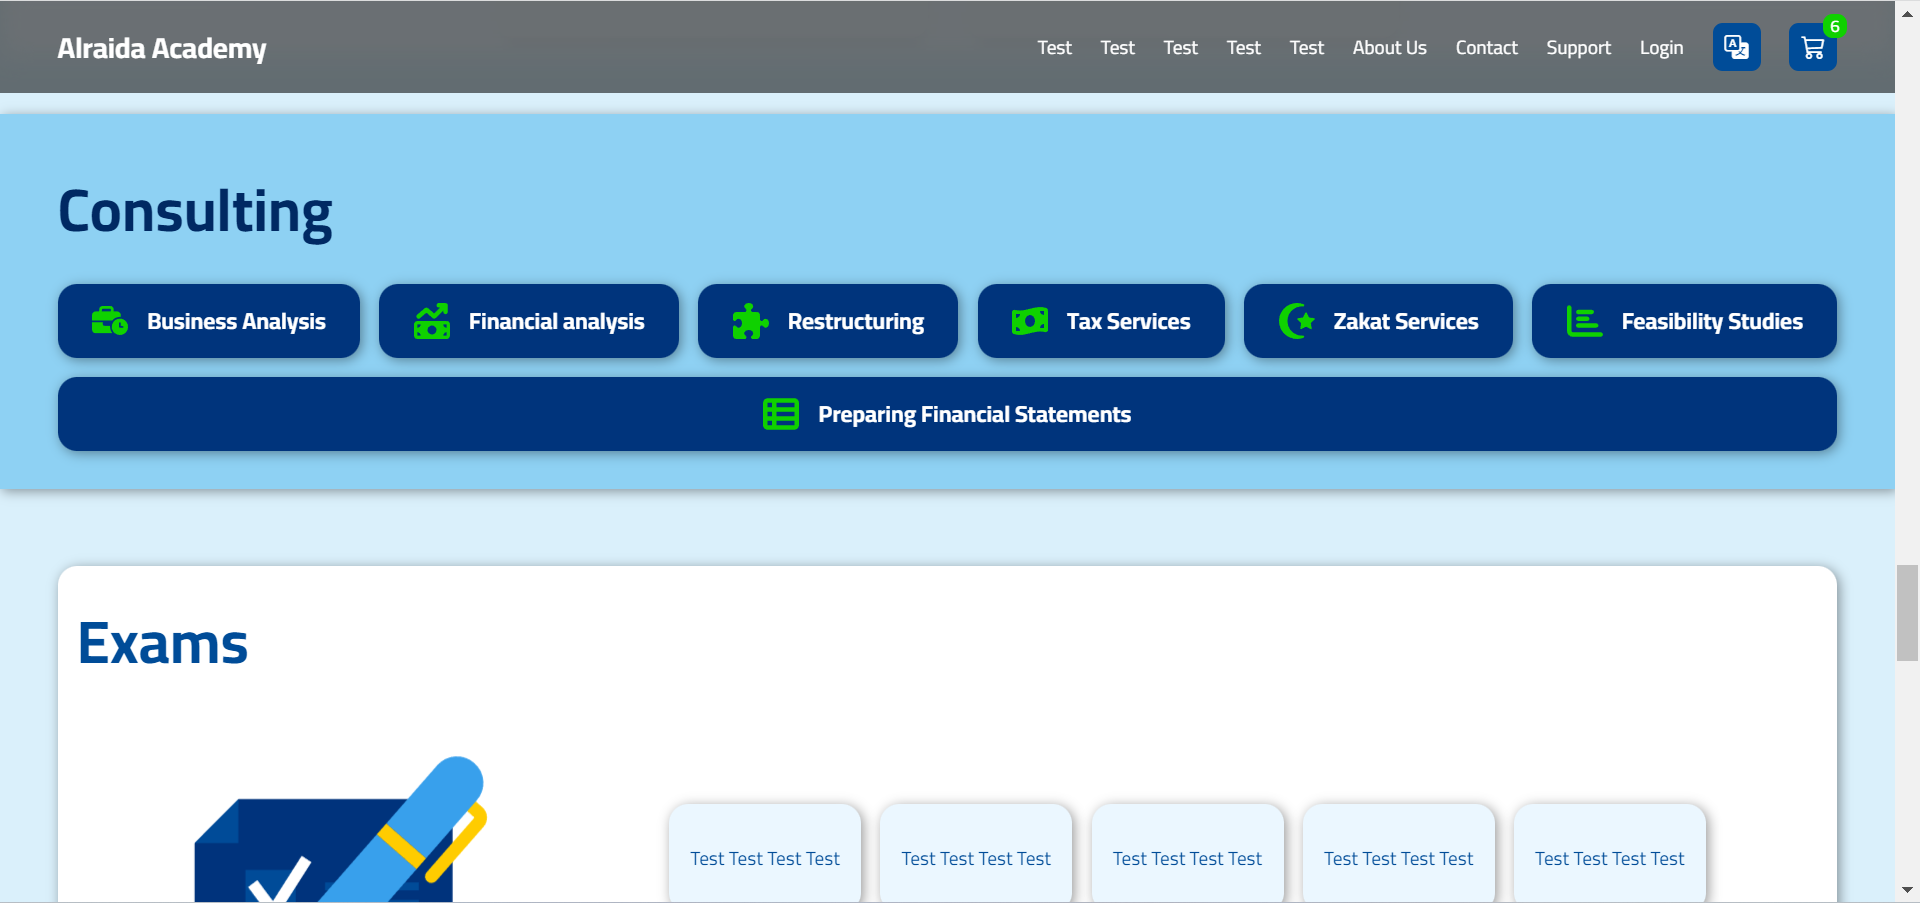 Alraida Academy
Test Test Test Test Test About Us Contact Support Login
6
Consulting
Business Analysis
Financial analysis
Restructuring
Tax Services
Zakat Services
Feasibility Studies
Preparing Financial Statements
Exams
Test Test Test Test
Test Test Test Test
Test Test Test Test
Test Test Test Test
Test Test Test Test